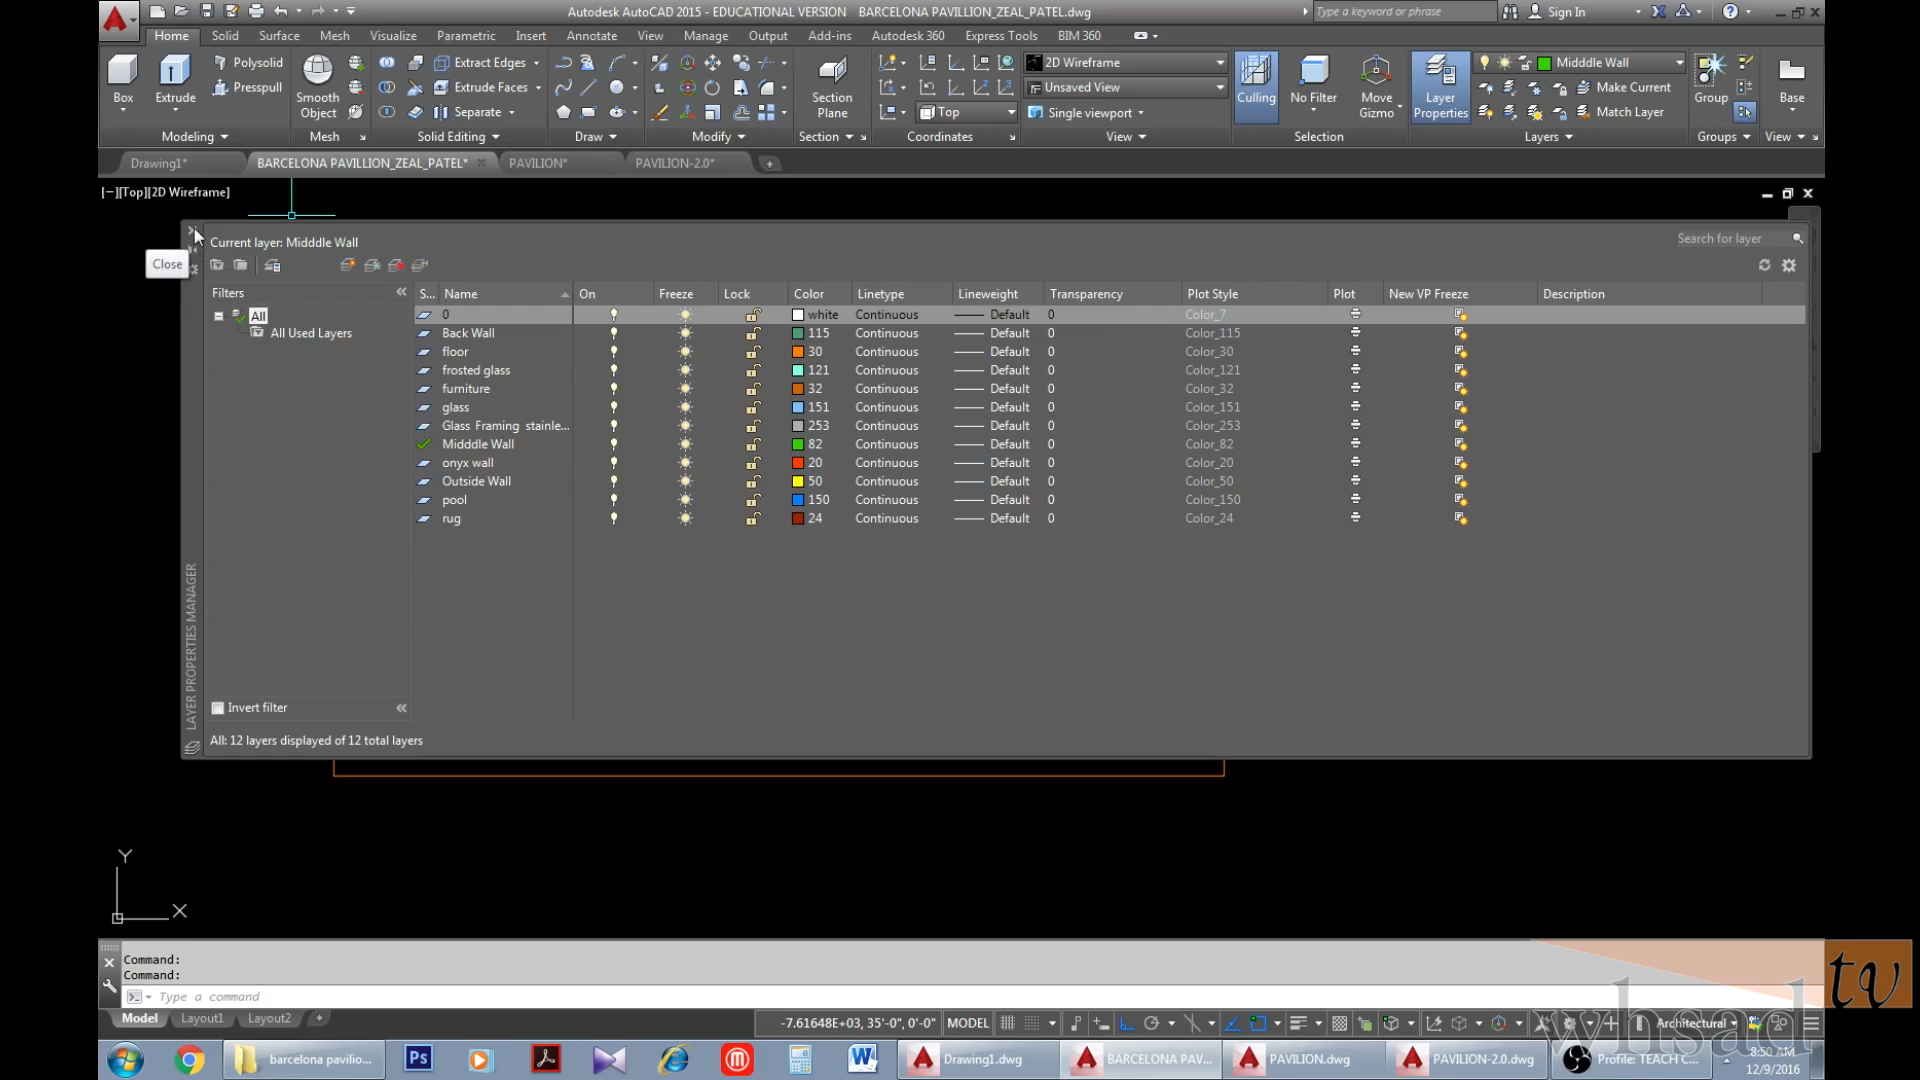 Autodesk AutoCAD 2015 - EDUCATIONAL VERSION BARCELONA PAVILLION_ZEAL_PATEL.dwg
Type a keyword or phrase
Sign In
Home Solid Surface Mesh Visualize Parametric Insert Annotate View Manage Output Add-ins Autodesk 360 Express Tools BIM 360
Polysolid Extract Edges 2D Wireframe Midddle Wall
Presspull Extrude Faces Unsaved View Make Current
Box Extrude Smooth Object Separate Section Plane Top Single viewport Culling No Filter Move Gizmo Layer Properties Match Layer Group Base
Modeling Mesh Solid Editing Draw Modify Section Coordinates View Selection Layers Groups View
Drawing1* BARCELONA PAVILLION_ZEAL_PATEL* PAVILION* PAVILION-2.0*
[−][Top][2D Wireframe]
Current layer: Midddle Wall
Search for layer
Close
Filters S... Name On Freeze Lock Color Linetype Lineweight Transparency Plot Style Plot New VP Freeze Description
All
All Used Layers
0 white Continuous Default 0 Color_7
Back Wall 115 Continuous Default 0 Color_115
floor 30 Continuous Default 0 Color_30
frosted glass 121 Continuous Default 0 Color_121
furniture 32 Continuous Default 0 Color_32
glass 151 Continuous Default 0 Color_151
Glass Framing stainle... 253 Continuous Default 0 Color_253
Midddle Wall 82 Continuous Default 0 Color_82
onyx wall 20 Continuous Default 0 Color_20
Outside Wall 50 Continuous Default 0 Color_50
pool 150 Continuous Default 0 Color_150
rug 24 Continuous Default 0 Color_24
LAYER PROPERTIES MANAGER
Invert filter
All: 12 layers displayed of 12 total layers
Y
X
Command:
Command:
Type a command
Model Layout1 Layout2
-7.61648E+03, 35'-0", 0'-0" MODEL Architectural
whsad tv
barcelona pavilio... Ps W Drawing1.dwg BARCELONA PAV... PAVILION.dwg PAVILION-2.0.dwg Profile: TEACH C...
8:50 AM
12/9/2016